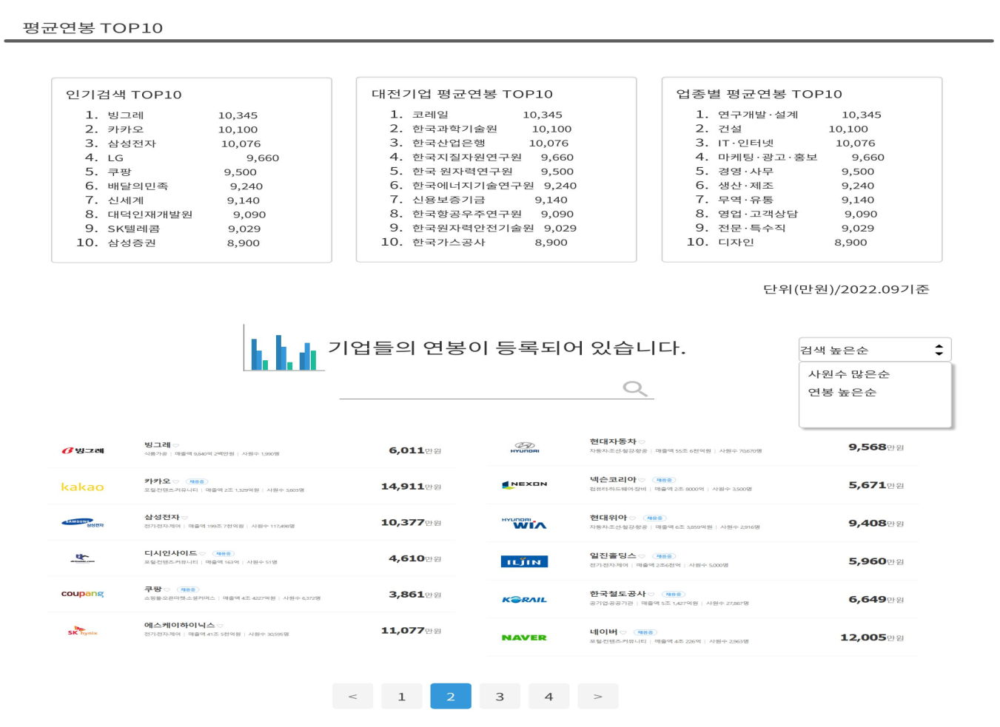 평균연봉 TOP10
인기검색 TOP10
1. 빙그레 10,345
2. 카카오 10,100
3. 삼성전자 10,076
4. LG 9,660
5. 쿠팡 9,500
6. 배달의민족 9,240
7. 신세계 9,140
8. 대덕인재개발원 9,090
9. SK텔레콤 9,029
10. 삼성증권 8,900
대전기업 평균연봉 TOP10
1. 코레일 10,345
2. 한국과학기술원 10,100
3. 한국산업은행 10,076
4. 한국지질자원연구원 9,660
5. 한국 원자력연구원 9,500
6. 한국에너지기술연구원 9,240
7. 신용보증기금 9,140
8. 한국항공우주연구원 9,090
9. 한국원자력안전기술원 9,029
10. 한국가스공사 8,900
업종별 평균연봉 TOP10
1. 연구개발·설계 10,345
2. 건설 10,100
3. IT·인터넷 10,076
4. 마케팅·광고·홍보 9,660
5. 경영·사무 9,500
6. 생산·제조 9,240
7. 무역·유통 9,140
8. 영업·고객상담 9,090
9. 전문·특수직 9,029
10. 디자인 8,900
단위(만원)/2022.09기준
기업들의 연봉이 등록되어 있습니다.
검색 높은순
사원수 많은순
연봉 높은순
빙그레
빙그레
식품가공 | 매출액 9,840억 2백만원 | 사원수 1,990명
6,011만원
kakao
카카오 채용중
포털·컨텐츠·커뮤니티 | 매출액 2조 1,329억원 | 사원수 3,603명
14,911만원
SAMSUNG 삼성전자
삼성전자
전기·전자·제어 | 매출액 199조 7천억원 | 사원수 117,498명
10,377만원
디시인사이드 채용중
포털·컨텐츠·커뮤니티 | 매출액 163억 | 사원수 51명
4,610만원
coupang
쿠팡 채용중
쇼핑몰·오픈마켓·소셜커머스 | 매출액 4조 4227억원 | 사원수 6,372명
3,861만원
SK hynix
에스케이하이닉스
전기·전자·제어 | 매출액 41조 5천억원 | 사원수 30,595명
11,077만원
HYUNDAI
현대자동차
자동차·조선·철강·항공 | 매출액 55조 6천억원 | 사원수 70,670명
9,568만원
NEXON
넥슨코리아 채용중
컴퓨터·하드웨어·장비 | 매출액 2조 8000억 | 사원수 3,500명
5,671만원
HYUNDAI WIA
현대위아 채용중
자동차·조선·철강·항공 | 매출액 6조 3,859억원 | 사원수 2,916명
9,408만원
ILJIN
일진홀딩스 채용중
전기·전자·제어 | 매출액 2조6천억 | 사원수 5,000명
5,960만원
KORAIL
한국철도공사 채용중
공기업·공공기관 | 매출액 5조 1,427억원 | 사원수 27,867명
6,649만원
NAVER
네이버 채용중
포털·컨텐츠·커뮤니티 | 매출액 4조 226억 | 사원수 2,963명
12,005만원
< 1 2 3 4 >